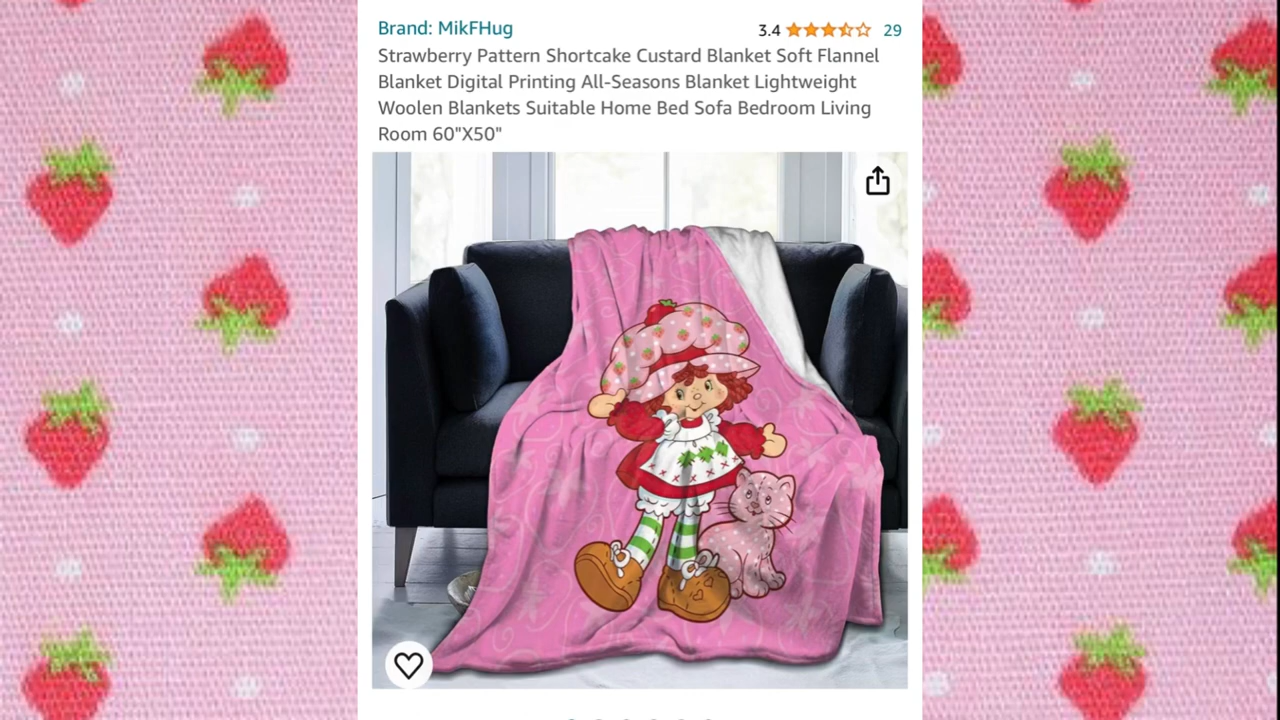 Brand: MikFHug
3.4 29
Strawberry Pattern Shortcake Custard Blanket Soft Flannel
Blanket Digital Printing All-Seasons Blanket Lightweight
Woolen Blankets Suitable Home Bed Sofa Bedroom Living
Room 60"X50"